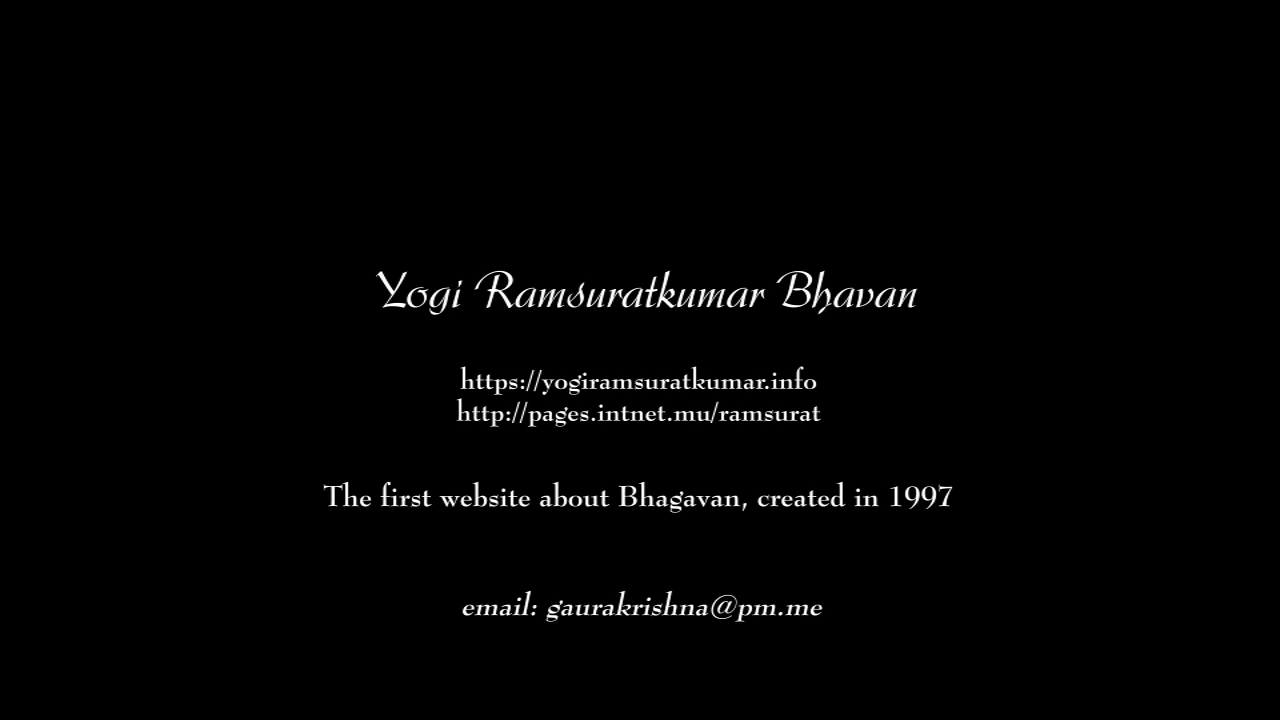 Yogi Ramsuratkumar Bhavan
https://yogiramsuratkumar.info
http://pages.intnet.mu/ramsurat
The first website about Bhagavan, created in 1997
email: gaurakrishna@pm.me